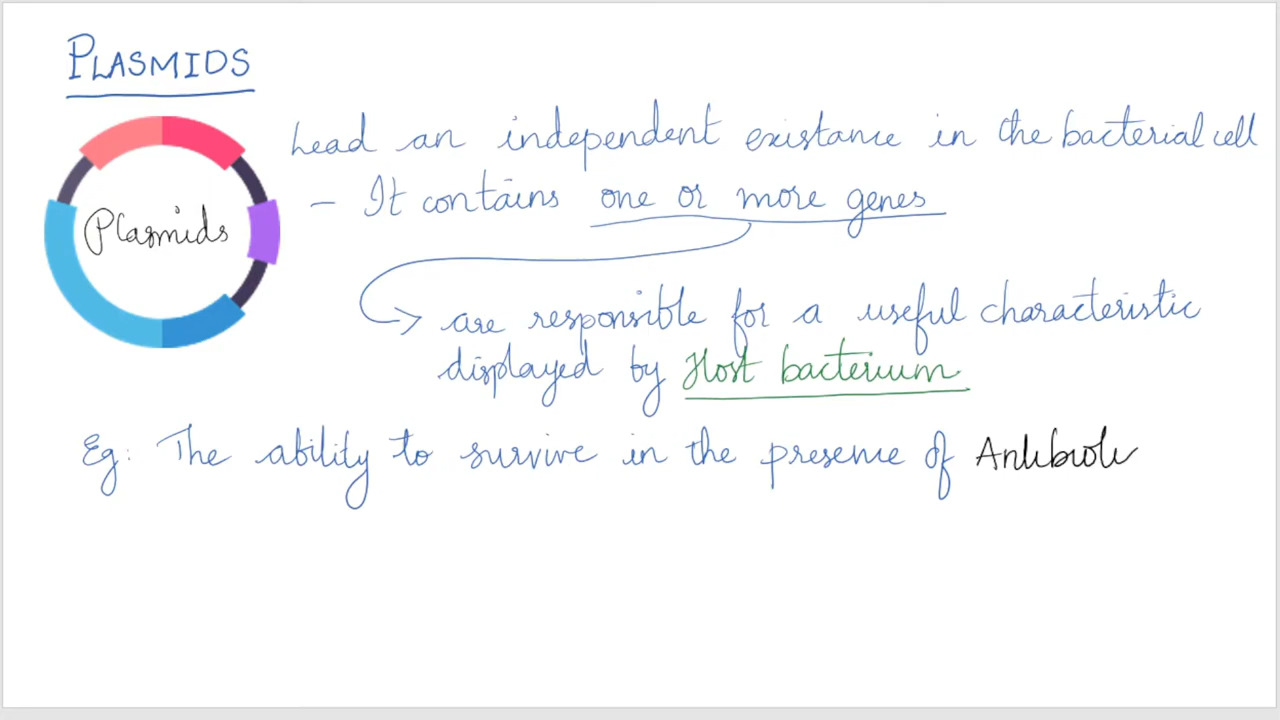 PLASMIDS
Lead an independent existance in the bacterial cell
Plasmids
- It contains one or more genes
are responsible for a useful characteristic
displayed by Host bacterium
Eg: The ability to survive in the presence of Antibiotic